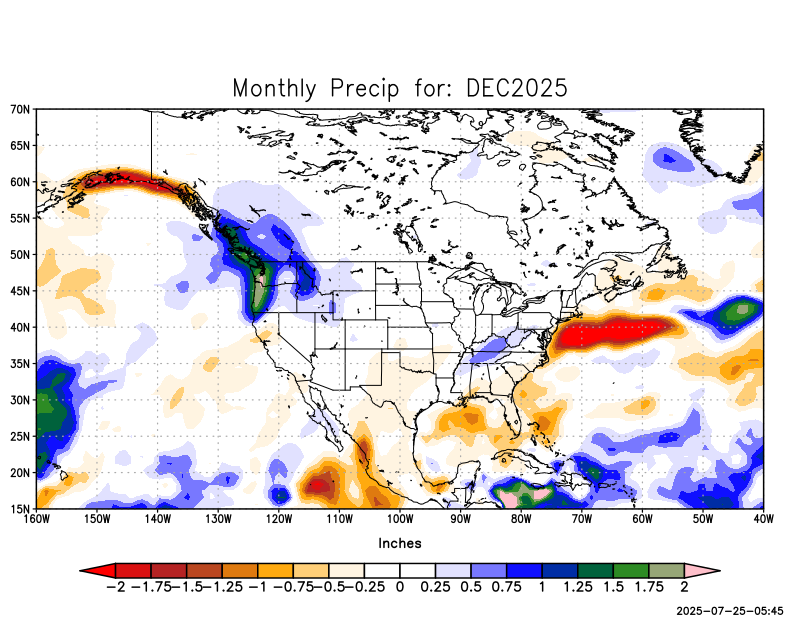 Monthly Precip for: DEC2025
70N
65N
60N
55N
50N
45N
40N
35N
30N
25N
20N
15N
160W 150W 140W 130W 120W 110W 100W 90W 80W 70W 60W 50W 40W
Inches
-2 -1.75-1.5-1.25 -1 -0.75-0.5-0.25 0 0.25 0.5 0.75 1 1.25 1.5 1.75 2
2025-07-25-05:45